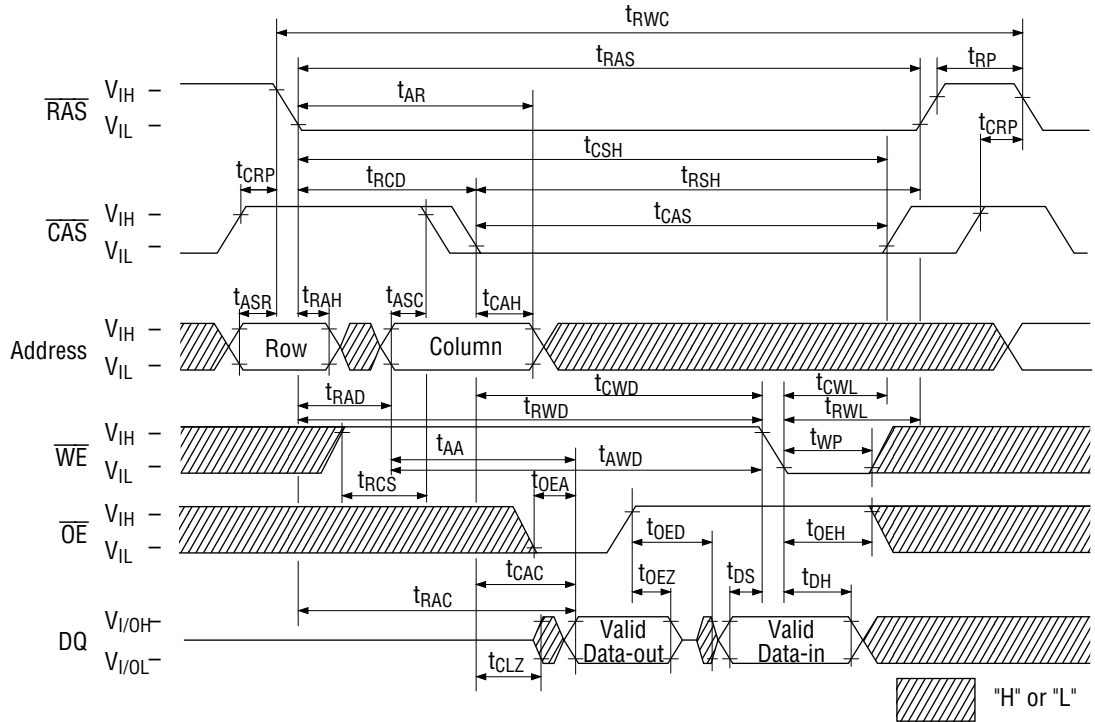 tRWC
tRAS
tRP
RAS
VIH
VIL
tAR
tCRP
tCSH
tCRP
tRCD
tRSH
CAS
VIH
VIL
tCAS
tASR
tRAH
tASC
tCAH
Address
VIH
VIL
Row
Column
tRAD
tCWD
tCWL
tRWD
tRWL
WE
VIH
VIL
tAA
tAWD
tWP
tRCS
tOEA
OE
VIH
VIL
tOED
tOEH
tCAC
tOEZ
tDS
tDH
tRAC
DQ
VI/OH
VI/OL
Valid
Data-out
Valid
Data-in
tCLZ
"H" or "L"